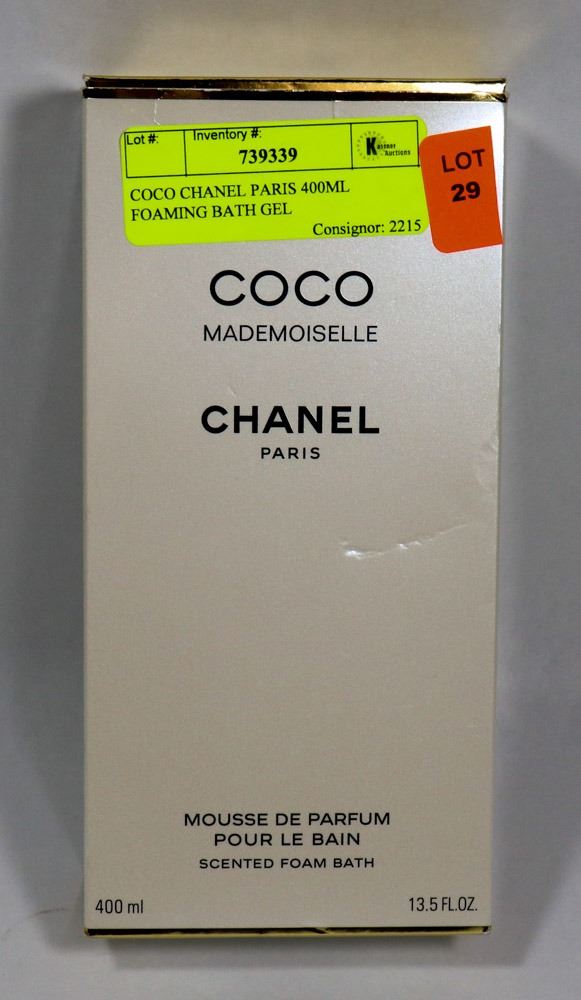 Lot #: Inventory #:
739339
Kastner
Auctions
COCO CHANEL PARIS 400ML
FOAMING BATH GEL
Consignor: 2215
LOT
29
COCO
MADEMOISELLE
CHANEL
PARIS
MOUSSE DE PARFUM
POUR LE BAIN
SCENTED FOAM BATH
400 ml 13.5 FL.OZ.